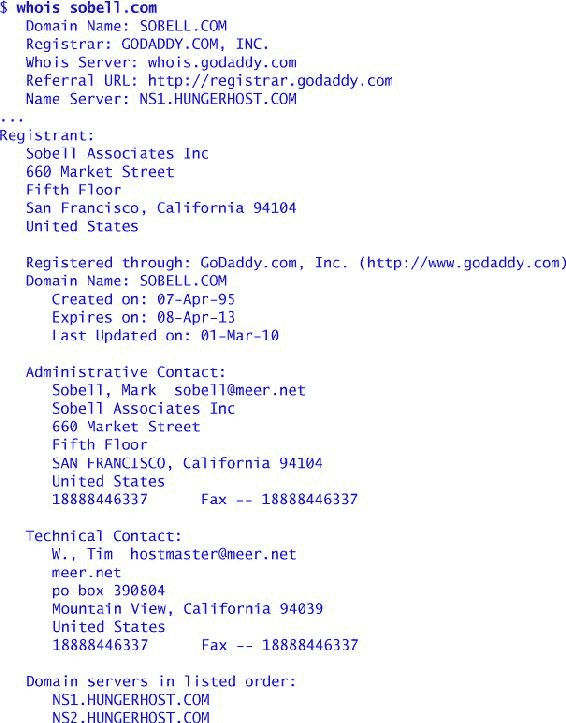 $ whois sobell.com
Domain Name: SOBELL.COM
Registrar: GODADDY.COM, INC.
Whois Server: whois.godaddy.com
Referral URL: http://registrar.godaddy.com
Name Server: NS1.HUNGERHOST.COM
...
Registrant:
Sobell Associates Inc
660 Market Street
Fifth Floor
San Francisco, California 94104
United States
Registered through: GoDaddy.com, Inc. (http://www.godaddy.com)
Domain Name: SOBELL.COM
Created on: 07-Apr-95
Expires on: 08-Apr-13
Last Updated on: 01-Mar-10
Administrative Contact:
Sobell, Mark  sobell@meer.net
Sobell Associates Inc
660 Market Street
Fifth Floor
SAN FRANCISCO, California 94104
United States
18888446337      Fax -- 18888446337
Technical Contact:
W., Tim  hostmaster@meer.net
meer.net
po box 390804
Mountain View, California 94039
United States
18888446337      Fax -- 18888446337
Domain servers in listed order:
NS1.HUNGERHOST.COM
NS2.HUNGERHOST.COM